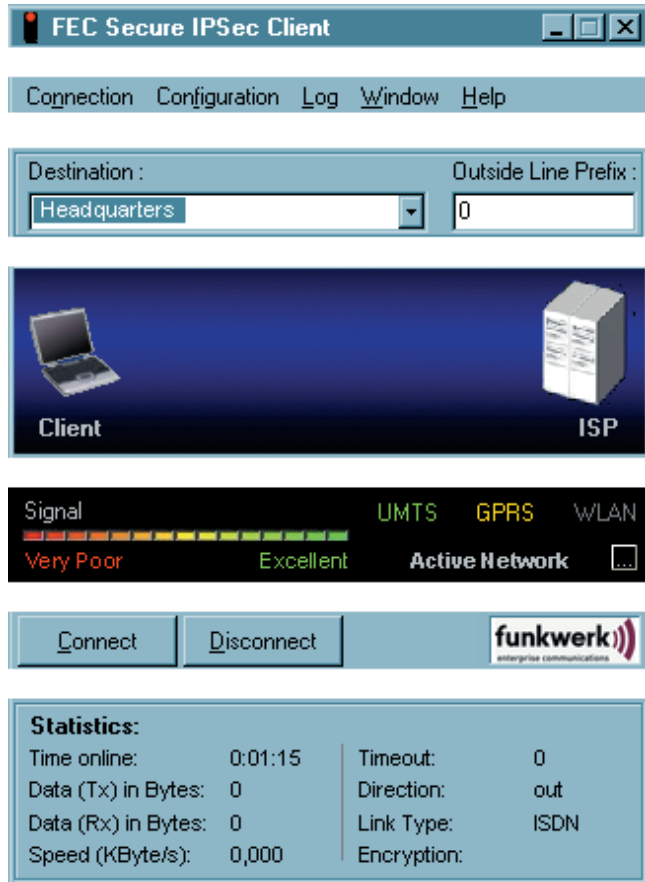 FEC Secure IPSec Client
Connection Configuration Log Window Help
Destination : Outside Line Prefix :
Headquarters 0
Client ISP
Signal UMTS GPRS WLAN
Very Poor Excellent Active Network ...
Connect Disconnect funkwerk
enterprise communications
Statistics:
Time online: 0:01:15 Timeout: 0
Data (Tx) in Bytes: 0 Direction: out
Data (Rx) in Bytes: 0 Link Type: ISDN
Speed (KByte/s): 0,000 Encryption: